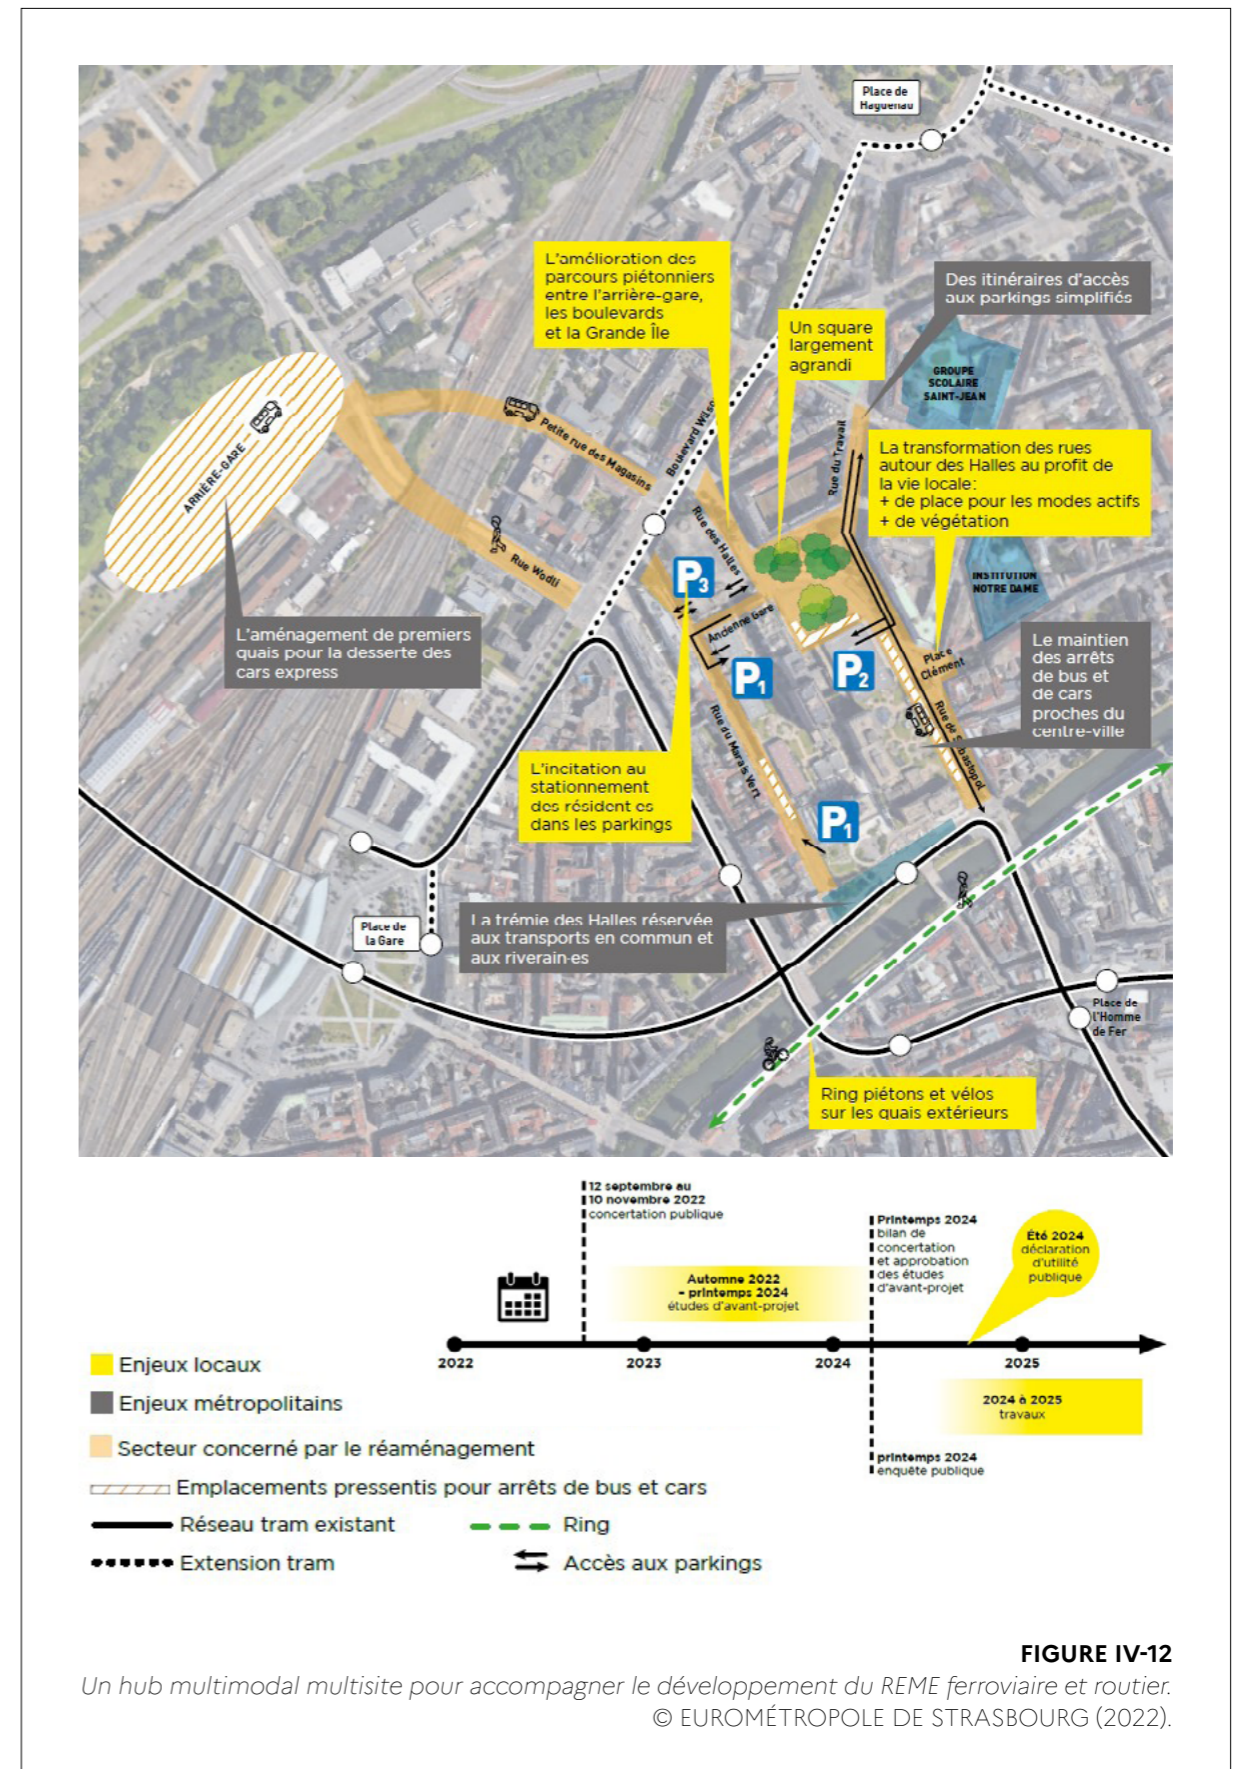 Place de
Haguenau
L'amélioration des
parcours piétonniers
entre l'arrière-gare,
les boulevards
et la Grande Île
Des itinéraires d'accès
aux parkings simplifiés
Un square
largement
agrandi
GROUPE
SCOLAIRE
SAINT-JEAN
La transformation des rues
autour des Halles au profit de
la vie locale:
+ de place pour les modes actifs
+ de végétation
ARRIÈRE-GARE
Petite rue des Magasins
Boulevard Wilson
Rue du Travail
Rue des Halles
Rue Wodli
P3
INSTITUTION
NOTRE DAME
Ancienne Gare
L'aménagement de premiers
quais pour la desserte des
cars express
P1
P2
Place
Clément
Le maintien
des arrêts
de bus et
de cars
proches du
centre-ville
Rue du Marais Vert
Rue de Sébastopol
L'incitation au
stationnement
des résident·es
dans les parkings
P1
La trémie des Halles réservée
aux transports en commun et
aux riverain·es
Place de
la Gare
Place de
l'Homme
de Fer
Ring piétons et vélos
sur les quais extérieurs
12 septembre au
10 novembre 2022
concertation publique
Printemps 2024
bilan de
concertation
et approbation
des études
d'avant-projet
Été 2024
déclaration
d'utilité
publique
Automne 2022
– printemps 2024
études d'avant-projet
2022
2023
2024
2025
2024 à 2025
travaux
printemps 2024
enquête publique
Enjeux locaux
Enjeux métropolitains
Secteur concerné par le réaménagement
Emplacements pressentis pour arrêts de bus et cars
Réseau tram existant
Ring
Extension tram
Accès aux parkings
FIGURE IV-12
Un hub multimodal multisite pour accompagner le développement du REME ferroviaire et routier.
© EUROMÉTROPOLE DE STRASBOURG (2022).